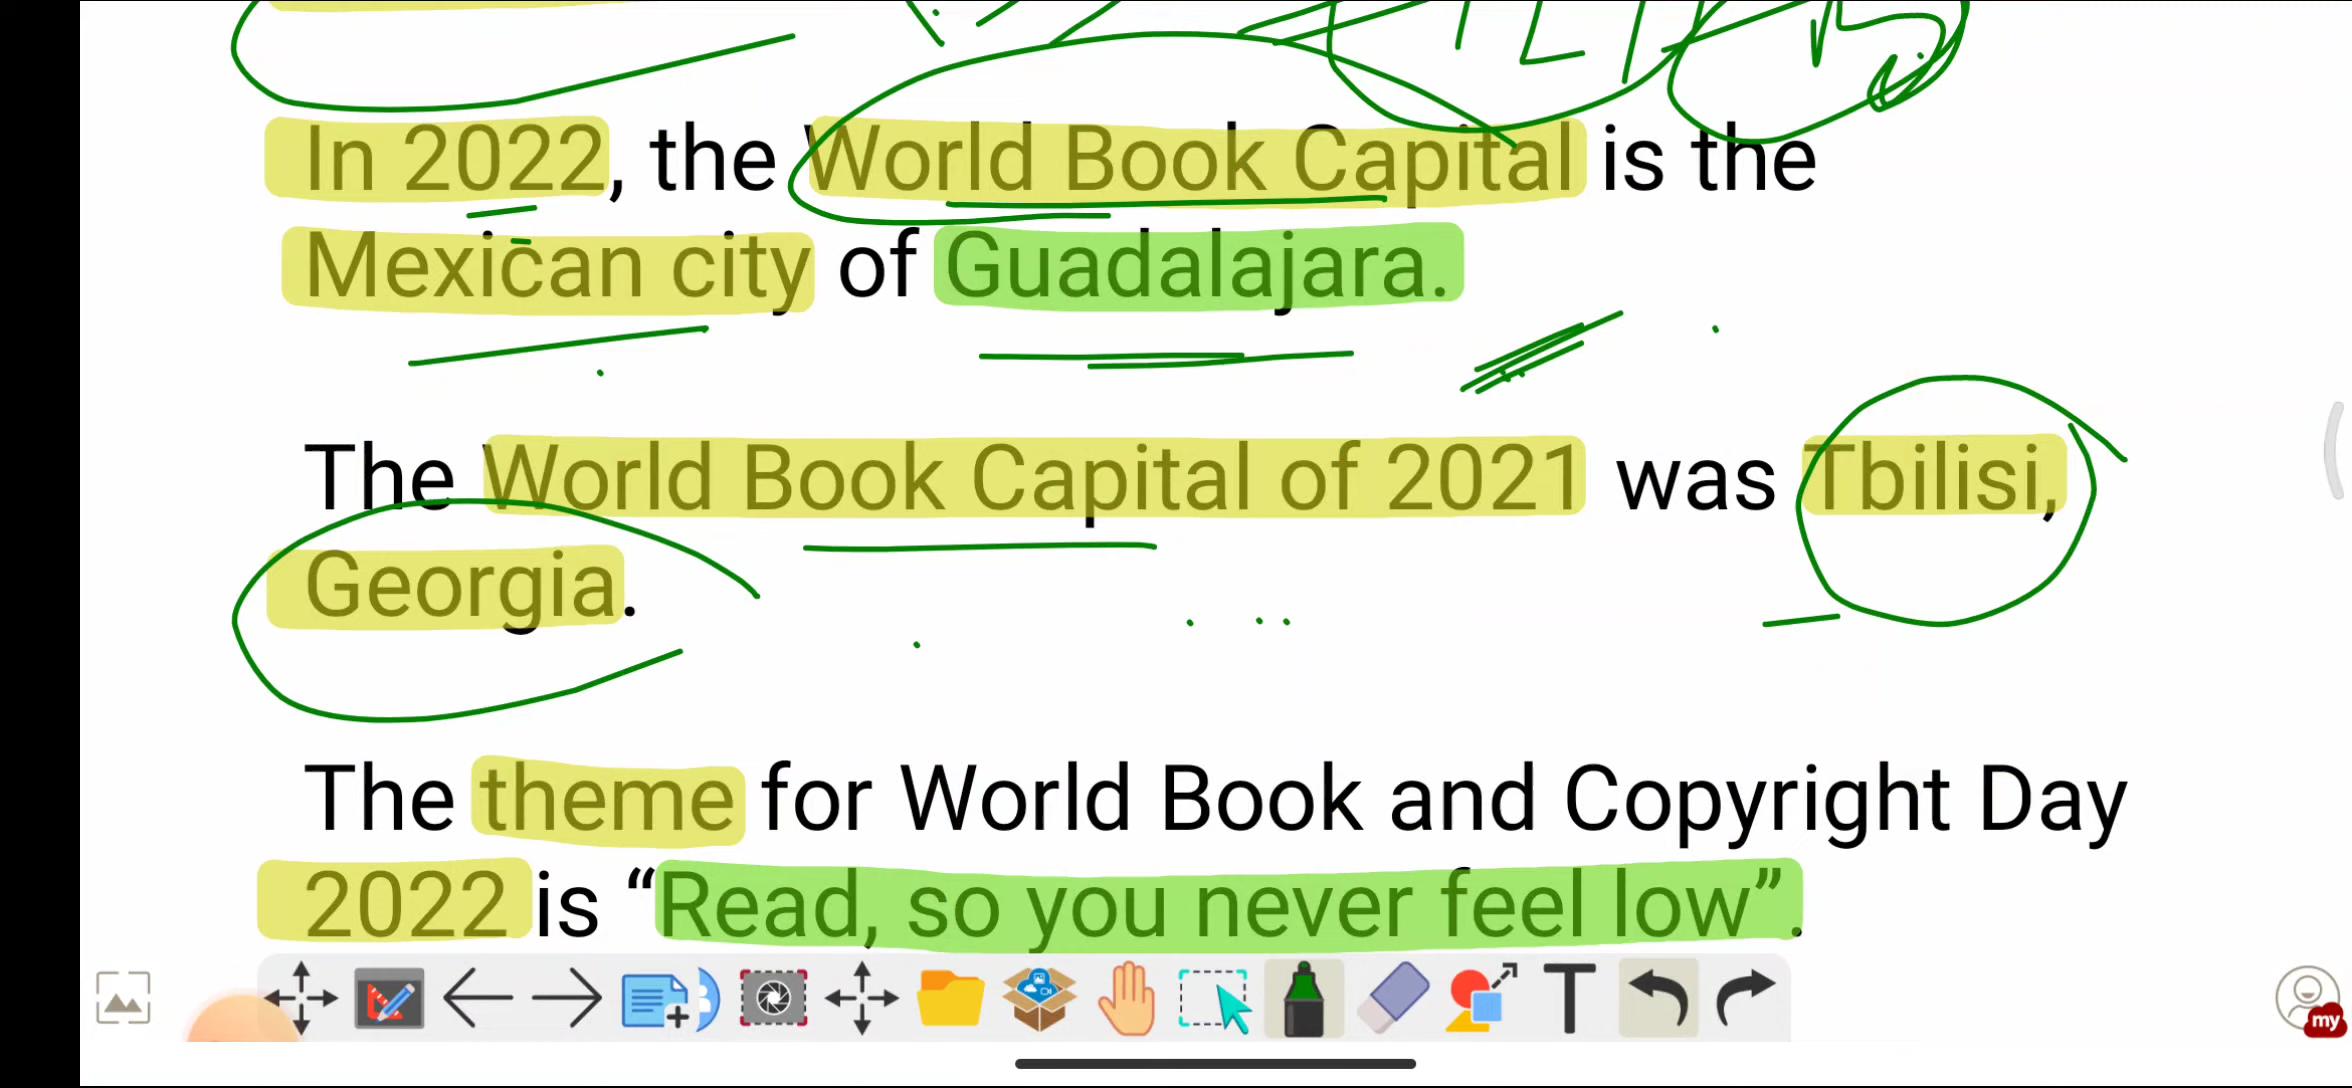 In 2022, the World Book Capital is the
Mexican city of Guadalajara.
The World Book Capital of 2021 was Tbilisi,
Georgia.
The theme for World Book and Copyright Day
2022 is “Read, so you never feel low”.
T
my